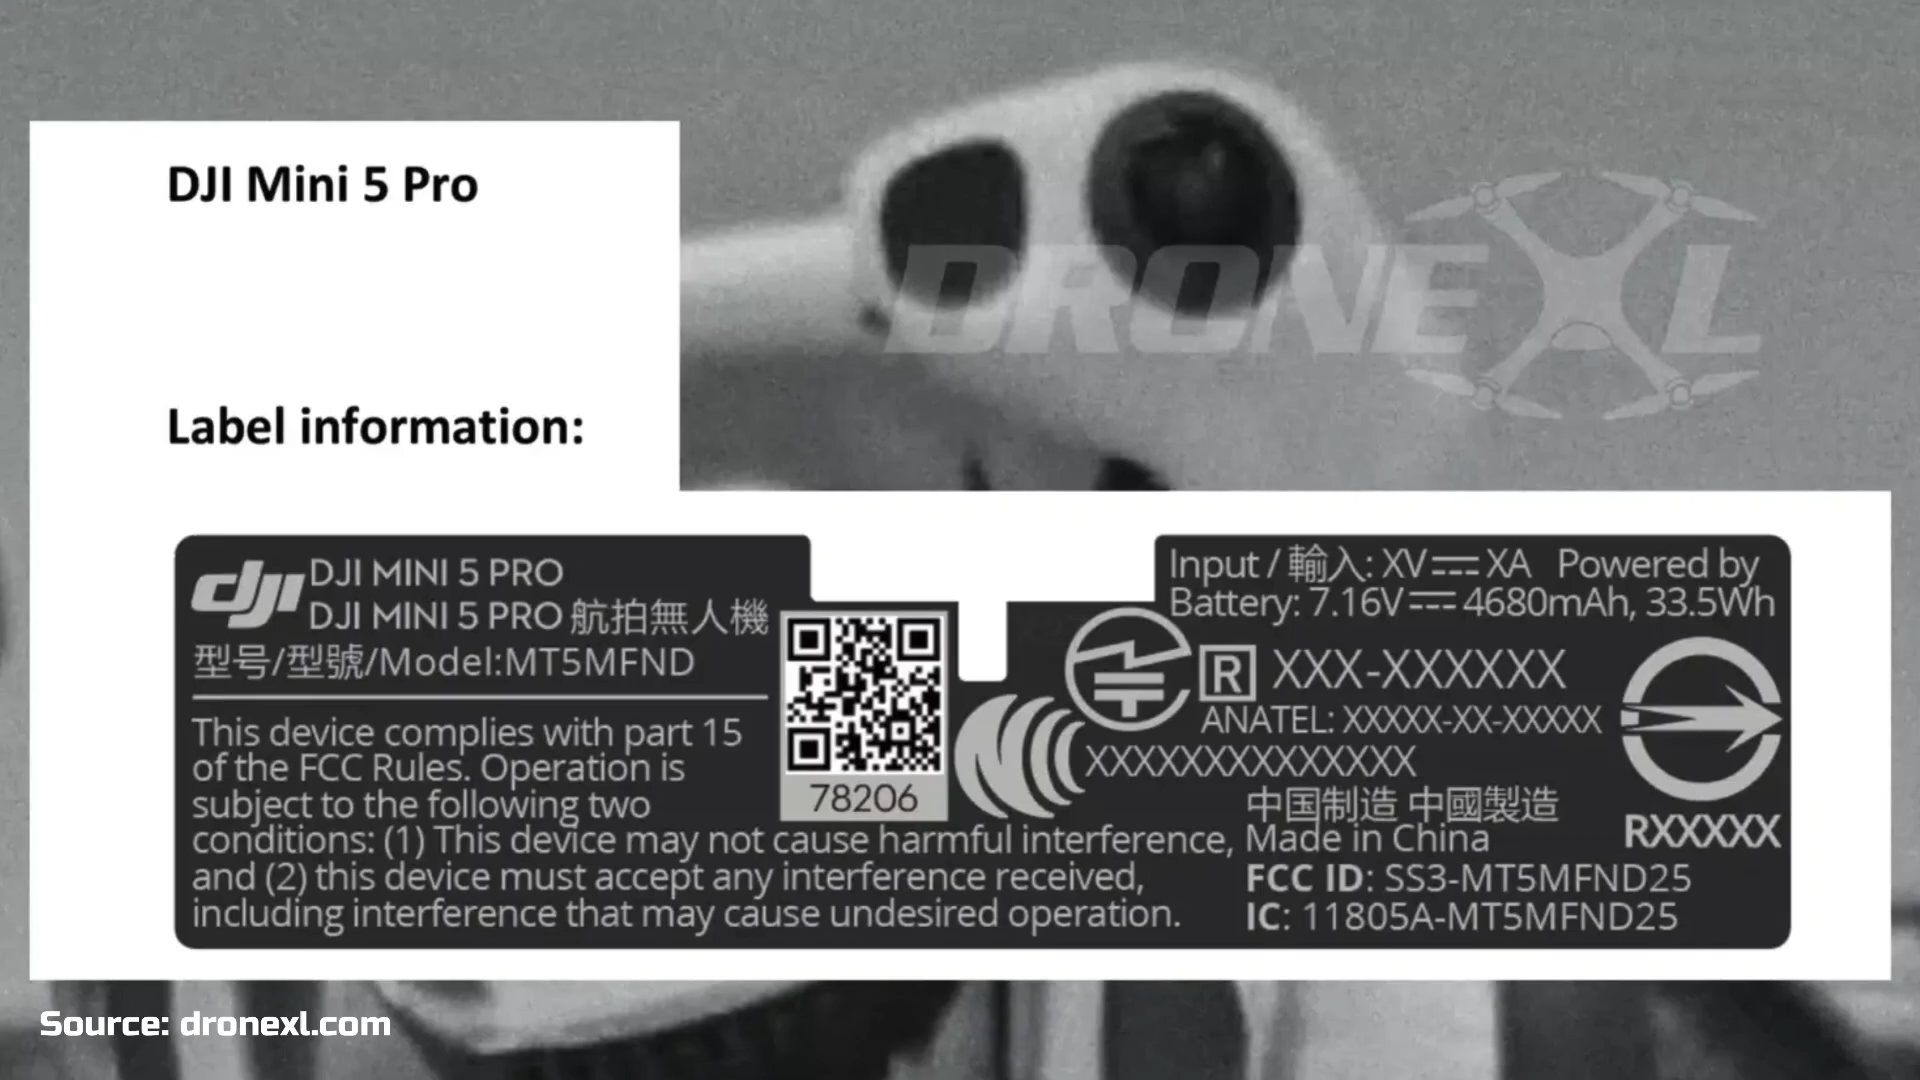 DJI Mini 5 Pro
DRONEXL
Label information:
dji
DJI MINI 5 PRO
DJI MINI 5 PRO 航拍無人機
型号/型號/Model:MT5MFND
This device complies with part 15
of the FCC Rules. Operation is
subject to the following two
conditions: (1) This device may not cause harmful interference,
and (2) this device must accept any interference received,
including interference that may cause undesired operation.
78206
Input / 輸入: XV⎓XA Powered by
Battery: 7.16V⎓4680mAh, 33.5Wh
R XXX-XXXXXX
ANATEL: XXXXX-XX-XXXXX
XXXXXXXXXXXXXX
中国制造 中國製造
Made in China
FCC ID: SS3-MT5MFND25
IC: 11805A-MT5MFND25
RXXXXX
Source: dronexl.com